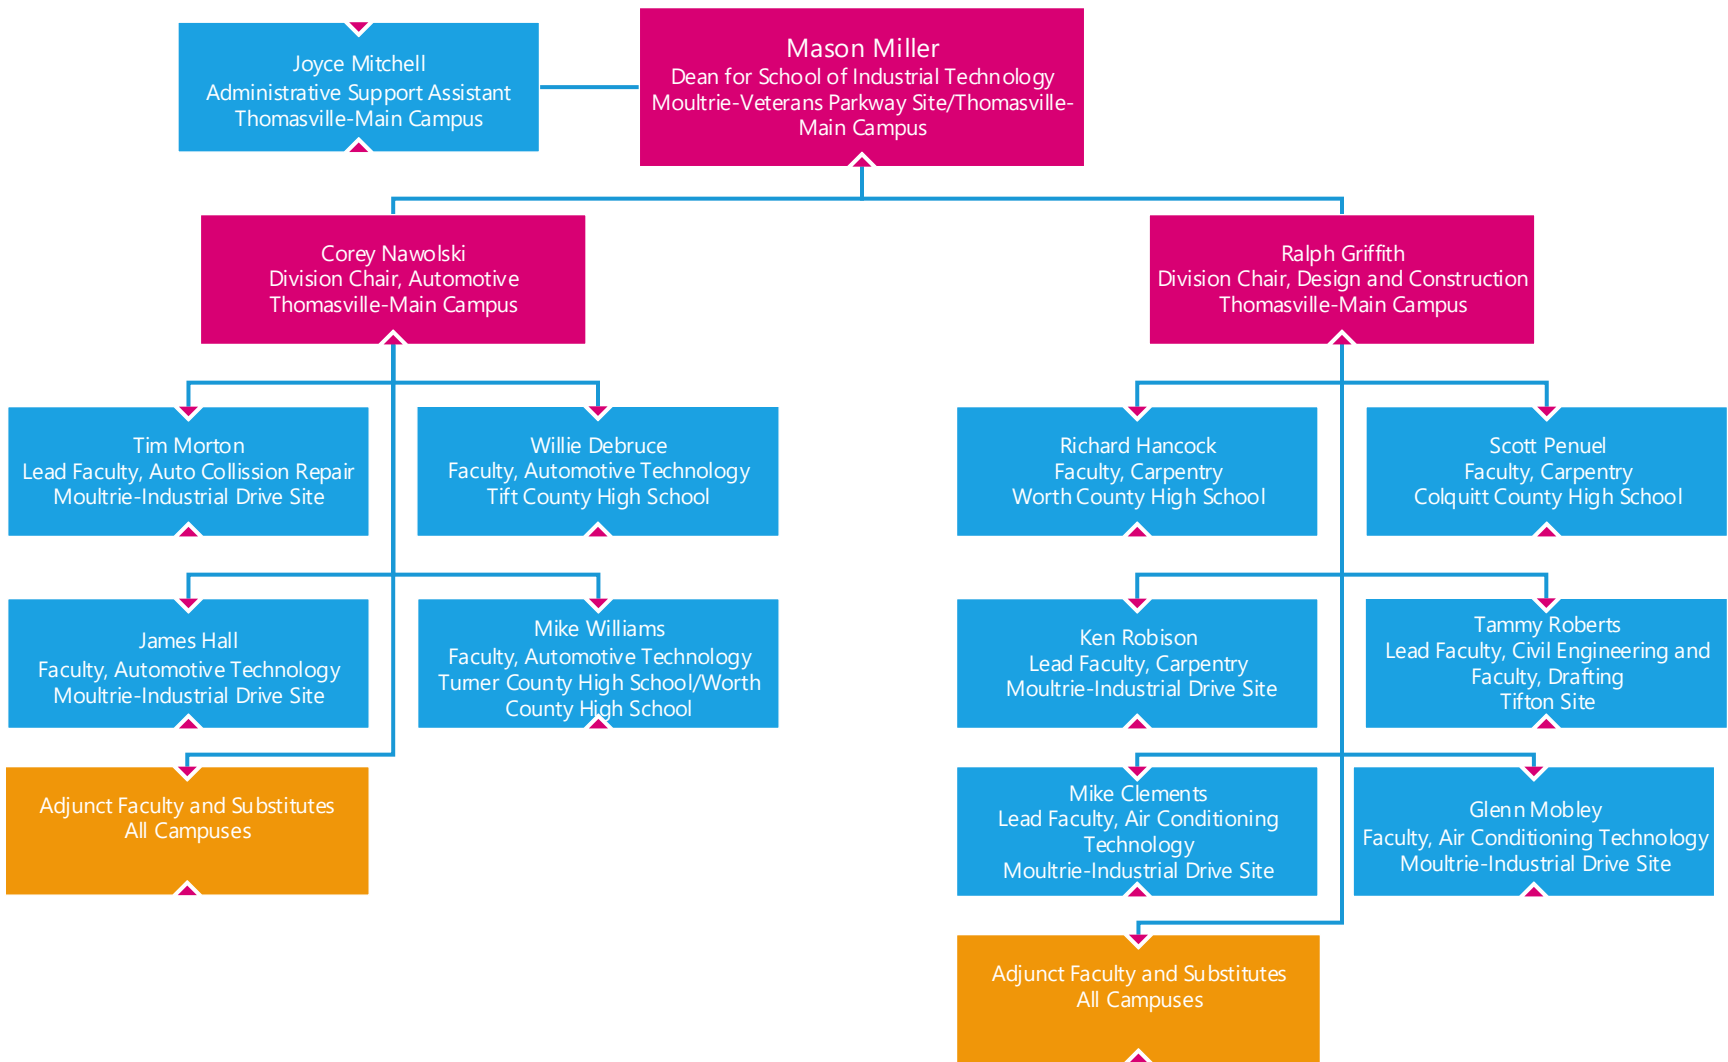 Joyce Mitchell
Administrative Support Assistant
Thomasville-Main Campus
Mason Miller
Dean for School of Industrial Technology
Moultrie-Veterans Parkway Site/Thomasville-
Main Campus
Corey Nawolski
Division Chair, Automotive
Thomasville-Main Campus
Ralph Griffith
Division Chair, Design and Construction
Thomasville-Main Campus
Tim Morton
Lead Faculty, Auto Collission Repair
Moultrie-Industrial Drive Site
Willie Debruce
Faculty, Automotive Technology
Tift County High School
Richard Hancock
Faculty, Carpentry
Worth County High School
Scott Penuel
Faculty, Carpentry
Colquitt County High School
James Hall
Faculty, Automotive Technology
Moultrie-Industrial Drive Site
Mike Williams
Faculty, Automotive Technology
Turner County High School/Worth
County High School
Ken Robison
Lead Faculty, Carpentry
Moultrie-Industrial Drive Site
Tammy Roberts
Lead Faculty, Civil Engineering and
Faculty, Drafting
Tifton Site
Adjunct Faculty and Substitutes
All Campuses
Mike Clements
Lead Faculty, Air Conditioning
Technology
Moultrie-Industrial Drive Site
Glenn Mobley
Faculty, Air Conditioning Technology
Moultrie-Industrial Drive Site
Adjunct Faculty and Substitutes
All Campuses